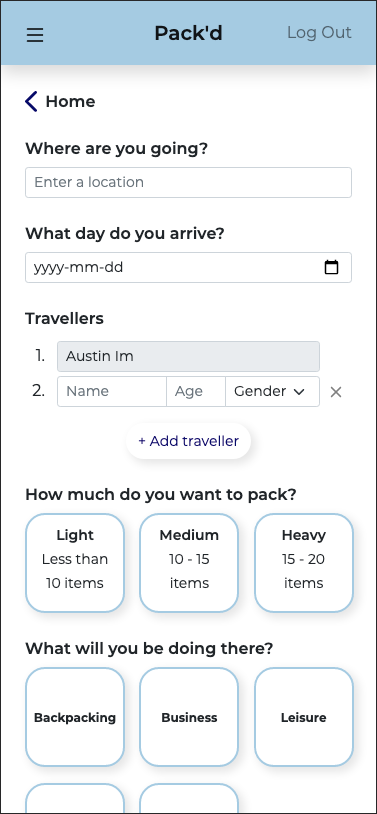 Pack'd
Log Out
Home
Where are you going?
Enter a location
What day do you arrive?
yyyy-mm-dd
Travellers
1. Austin Im
2. Name Age Gender
+ Add traveller
How much do you want to pack?
Light Medium Heavy
Less than 10 - 15 15 - 20
10 items items items
What will you be doing there?
Backpacking Business Leisure